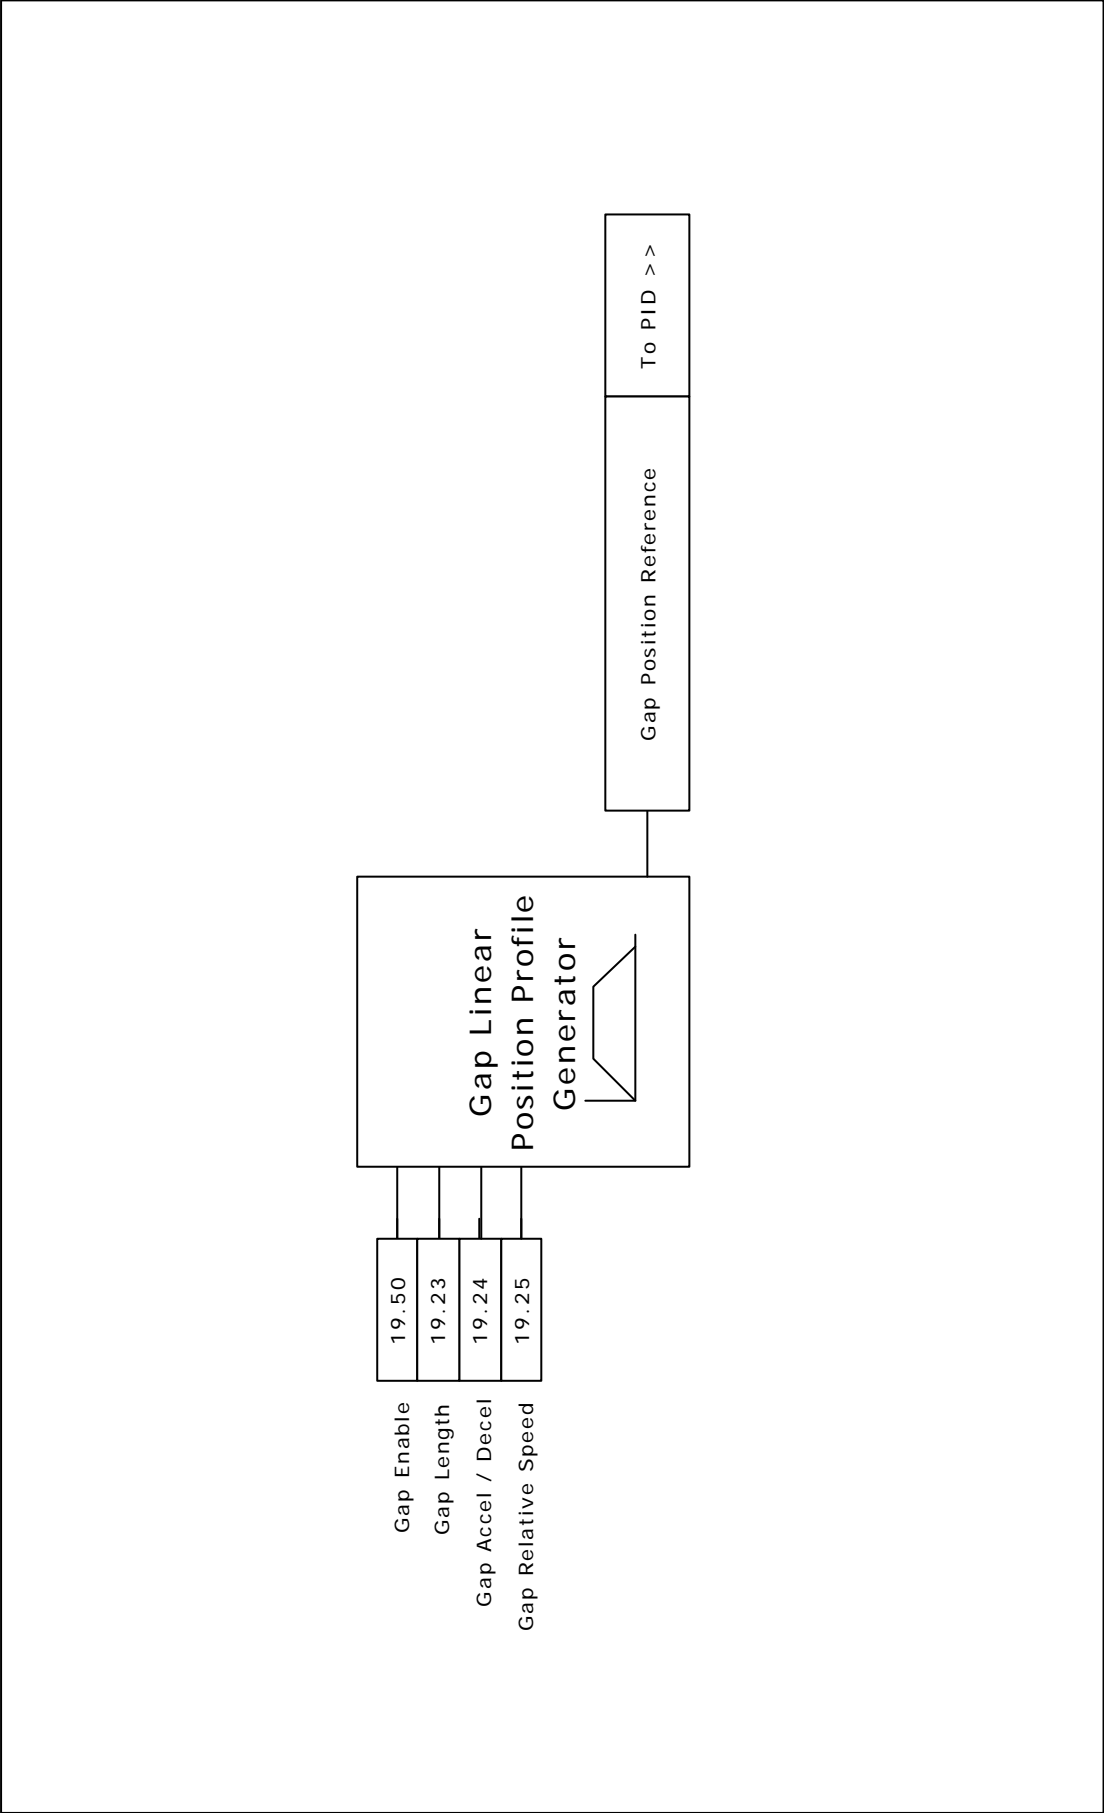 Gap Enable
19.50
Gap Length
19.23
Gap Accel / Decel
19.24
Gap Relative Speed
19.25
Gap Linear
Position Profile
Generator
Gap Position Reference
To PID >>